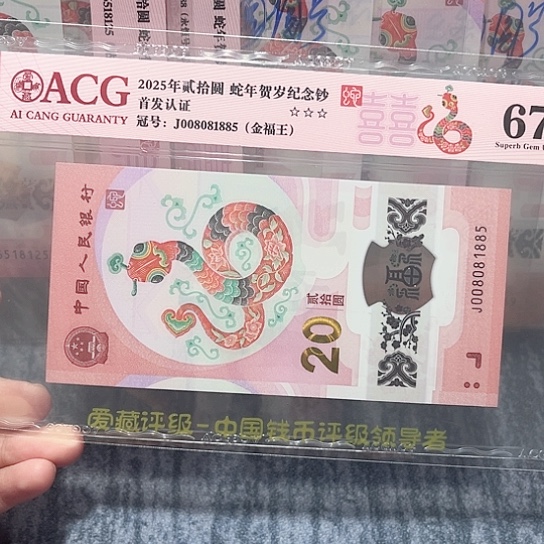 ACG
AI CANG GUARANTY
2025年贰拾圆 蛇年贺岁纪念钞
首发认证
☆☆☆
冠号：J008081885（金福王）
囍
67
Superb Gem
中国人民银行
贰拾圆
20
J008081885
爱藏评级-中国钱币评级领导者